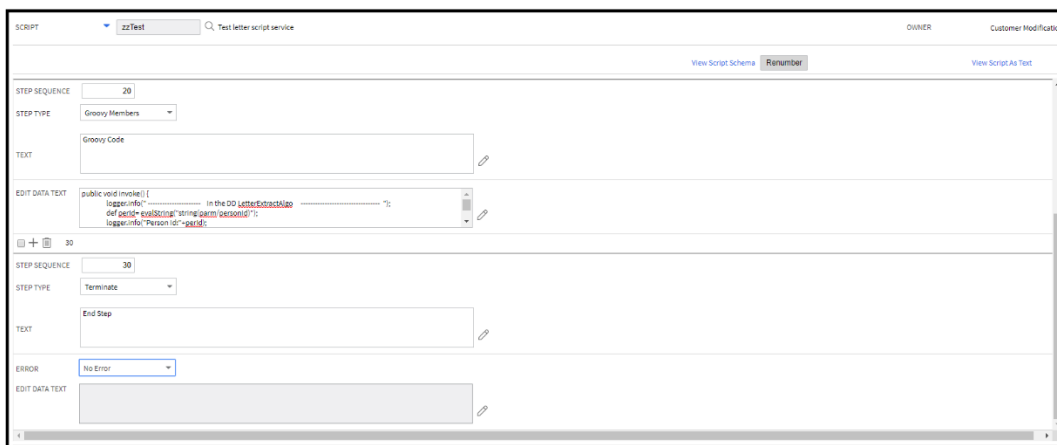 SCRIPT zzTest Test letter script service OWNER Customer Modificatio
View Script Schema Renumber View Script As Text
STEP SEQUENCE 20
STEP TYPE Groovy Members
TEXT Groovy Code
EDIT DATA TEXT public void invoke() {
logger.info(" ---------------------- In the DD LetterExtractAlgo --------------------------------- ");
def perId= evalString("string(parm/personId)");
logger.info("Person Id:"+perId);
30
STEP SEQUENCE 30
STEP TYPE Terminate
TEXT End Step
ERROR No Error
EDIT DATA TEXT